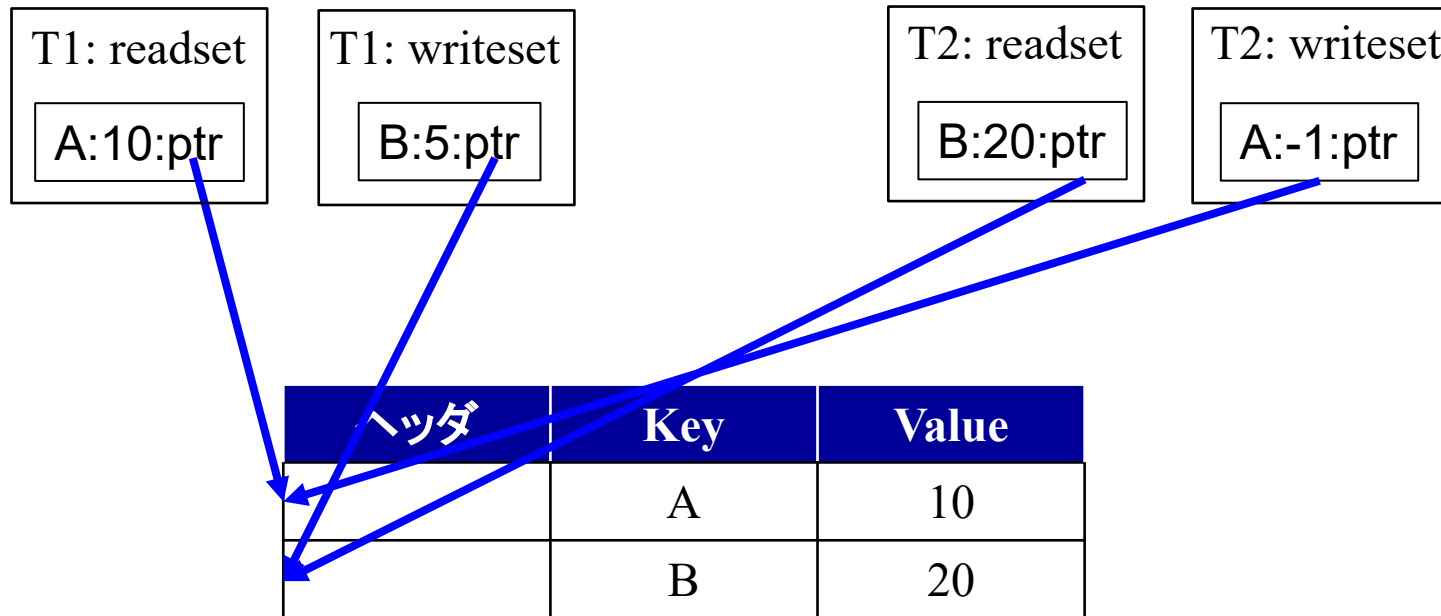 T1: readset
A:10:ptr
T1: writeset
B:5:ptr
T2: readset
B:20:ptr
T2: writeset
A:-1:ptr
ヘッダ Key Value
A 10
B 20